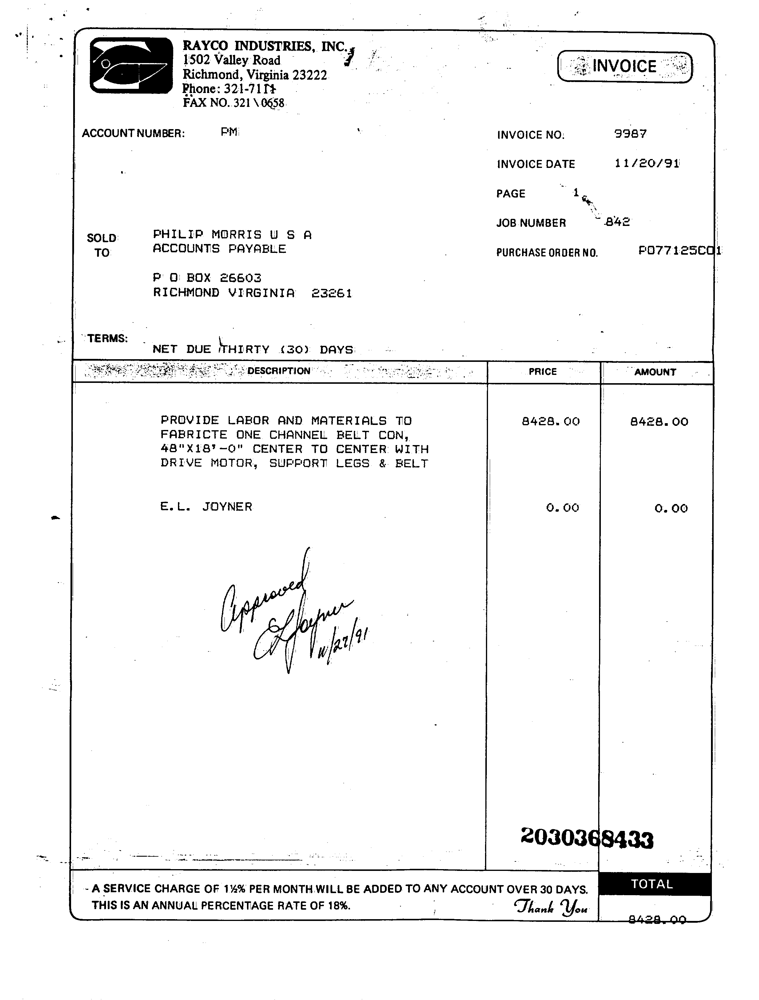 RAYCO INDUSTRIES, INC.
1502 Valley Road
Richmond, Virginia 23222
Phone:
FAX NO. 321\0658
INVOICE
ACCOUNT NUMBER: PM
INVOICE NO. 9987
INVOICE DATE 11/20/91
PAGE 1
JOB NUMBER 842
PURCHASE ORDER NO. P077125C01
SOLD TO
PHILIP MORRIS U S A
ACCOUNTS PAYABLE
P O BOX 26603
RICHMOND VIRGINIA 23261
TERMS:
NET DUE THIRTY (30) DAYS
DESCRIPTION PRICE AMOUNT
PROVIDE LABOR AND MATERIALS TO 8428.00 8428.00
FABRICTE ONE CHANNEL BELT CON,
48"X18'-0" CENTER TO CENTER WITH
DRIVE MOTOR, SUPPORT LEGS & BELT
E.L. JOYNER 0.00 0.00
Approved
EL Joyner
11/27/91
2030368433
- A SERVICE CHARGE OF 1½% PER MONTH WILL BE ADDED TO ANY ACCOUNT OVER 30 DAYS.
THIS IS AN ANNUAL PERCENTAGE RATE OF 18%. Thank You
TOTAL
8428.00